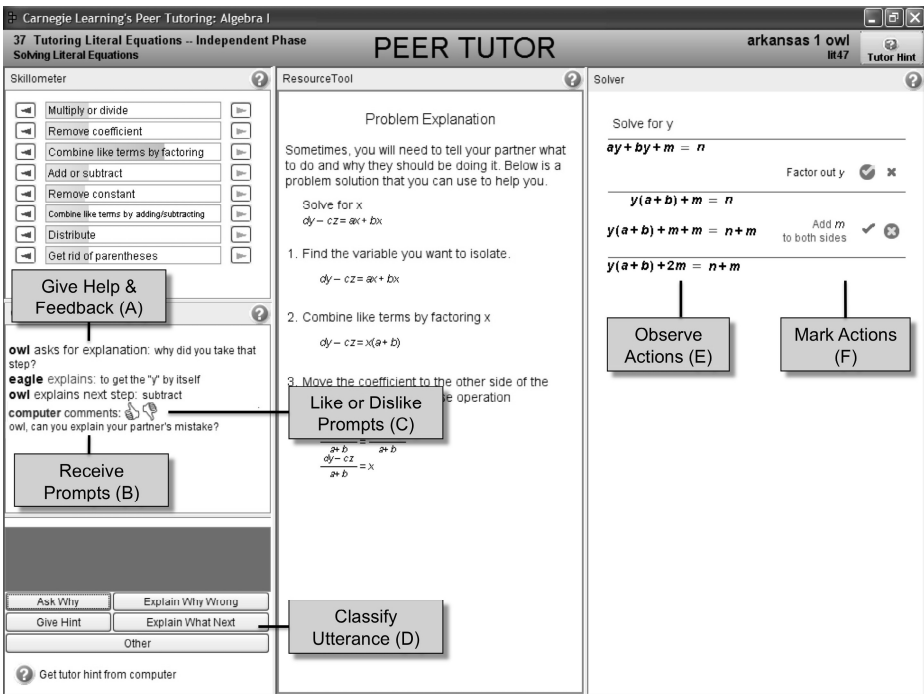 Carnegie Learning's Peer Tutoring: Algebra I
37 Tutoring Literal Equations -- Independent Phase
Solving Literal Equations
PEER TUTOR
arkansas 1 owl
lit47
Tutor Hint
Skillometer
Multiply or divide
Remove coefficient
Combine like terms by factoring
Add or subtract
Remove constant
Combine like terms by adding/subtracting
Distribute
Get rid of parentheses
Give Help &
Feedback (A)
owl asks for explanation: why did you take that
step?
eagle explains: to get the "y" by itself
owl explains next step: subtract
computer comments:
owl, can you explain your partner's mistake?
Receive
Prompts (B)
Ask Why
Explain Why Wrong
Give Hint
Explain What Next
Other
Get tutor hint from computer
ResourceTool
Problem Explanation
Sometimes, you will need to tell your partner what
to do and why they should be doing it. Below is a
problem solution that you can use to help you.
Solve for x
dy – cz = ax + bx
1. Find the variable you want to isolate.
dy – cz = ax + bx
2. Combine like terms by factoring x
dy – cz = x(a + b)
3. Move the coefficient to the other side of the
operation
Like or Dislike
Prompts (C)
a + b = a + b
dy – cz
a + b = x
Classify
Utterance (D)
Solver
Solve for y
ay + by + m = n
Factor out y
y(a + b) + m = n
y(a + b) + m + m = n + m
Add m
to both sides
y(a + b) + 2m = n + m
Observe
Actions (E)
Mark Actions
(F)